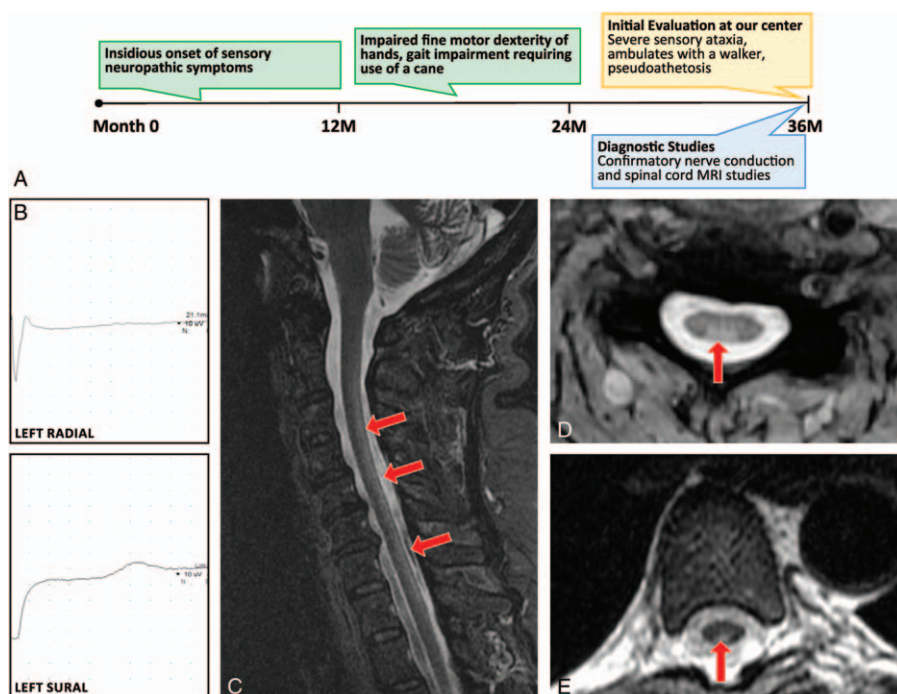 Insidious onset of sensory
neuropathic symptoms
Impaired fine motor dexterity of
hands, gait impairment requiring
use of a cane
Initial Evaluation at our center
Severe sensory ataxia,
ambulates with a walker,
pseudoathetosis
Month 0
12M
24M
36M
Diagnostic Studies
Confirmatory nerve conduction
and spinal cord MRI studies
A
B
21.1m
10 uV
N:
LEFT RADIAL
10 uV
N
LEFT SURAL
C
D
E